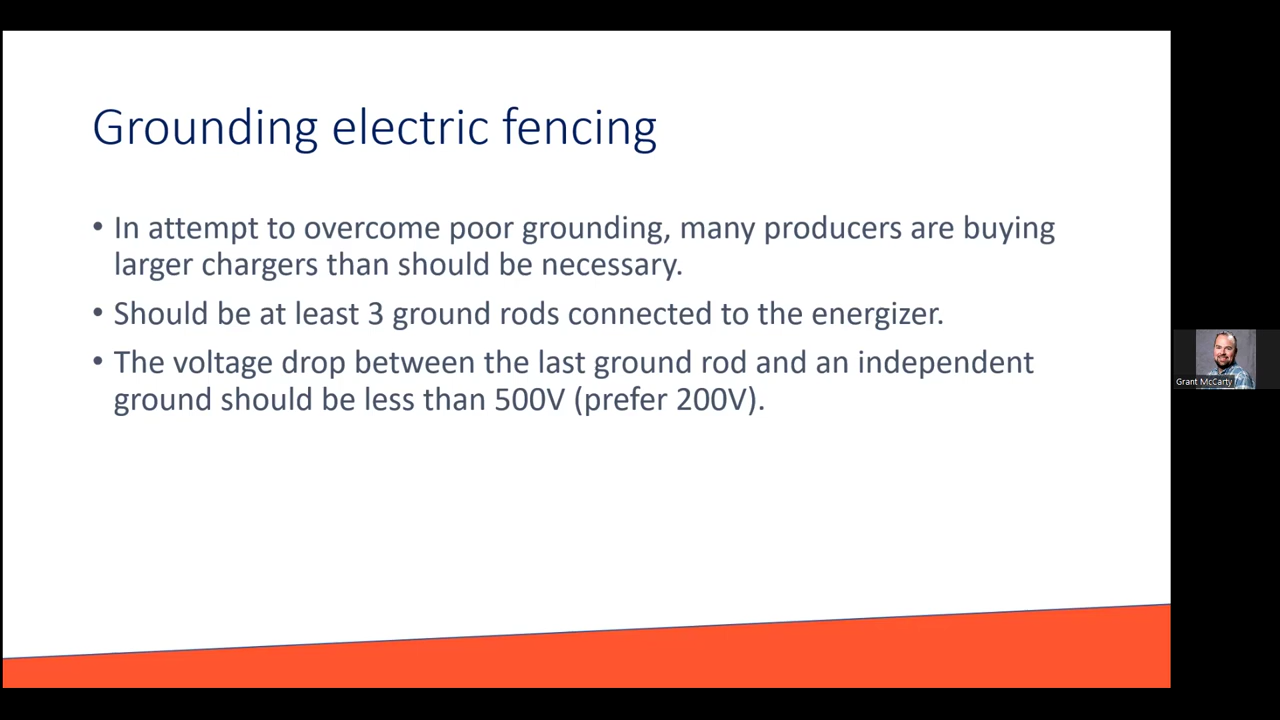 Grounding electric fencing
• In attempt to overcome poor grounding, many producers are buying
larger chargers than should be necessary.
• Should be at least 3 ground rods connected to the energizer.
• The voltage drop between the last ground rod and an independent
ground should be less than 500V (prefer 200V).
Grant McCarty